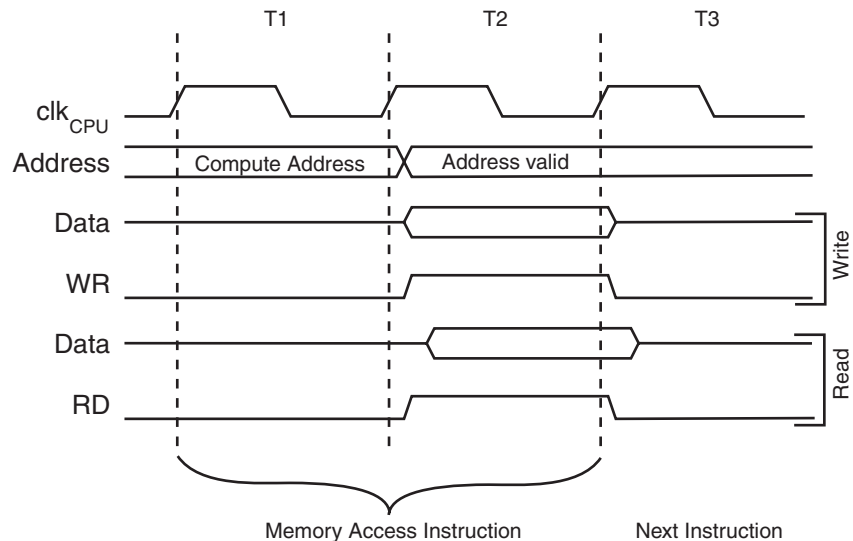 T1 T2 T3
clkCPU
Address Compute Address Address valid
Data
WR
Write
Data
RD
Read
Memory Access Instruction Next Instruction